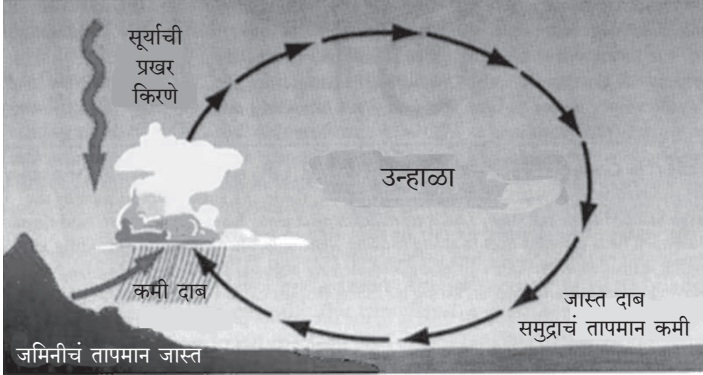 सूर्याची
प्रखर
किरणे
उन्हाळा
कमी दाब
जास्त दाब
समुद्राचं तापमान कमी
जमिनीचं तापमान जास्त